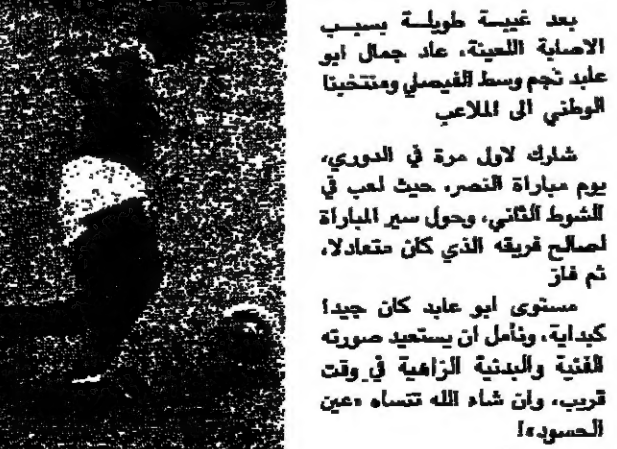 بعد غيبة طويلة بسبب
الاصابة اللعينة، عاد جمال ابو
عابد نجم وسط الفيصلي ومنتخبنا
الوطني الى الملاعب
شارك لاول مرة في الدوري،
يوم مباراة النصر، حيث لعب في
الشوط الثاني، وحول سير المباراة
لصالح فريقه الذي كان متعادلا،
ثم فاز
مستوى ابو عابد كان جيدا
كبداية، ونأمل ان يستعيد صورته
الفنية والبدنية الزاهية في وقت
قريب، وان شاء الله تنساه «عين
الحسود»!